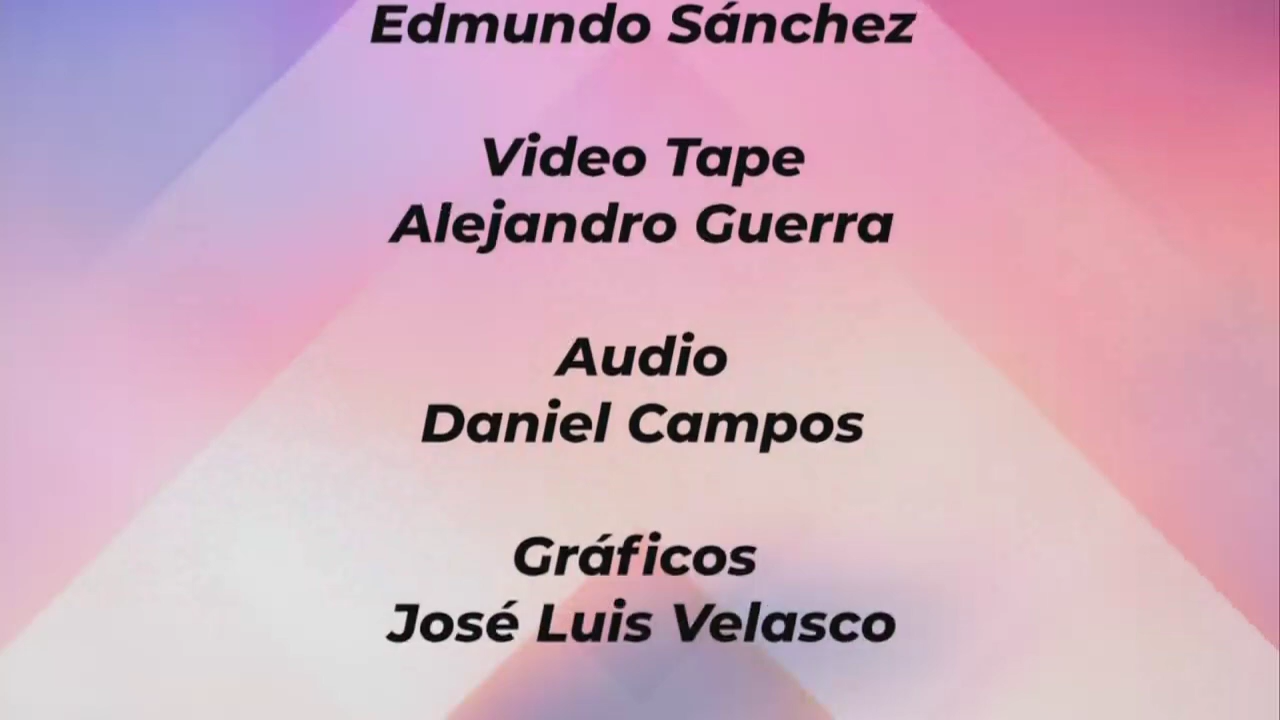 Edmundo Sánchez
Video Tape
Alejandro Guerra
Audio
Daniel Campos
Gráficos
José Luis Velasco